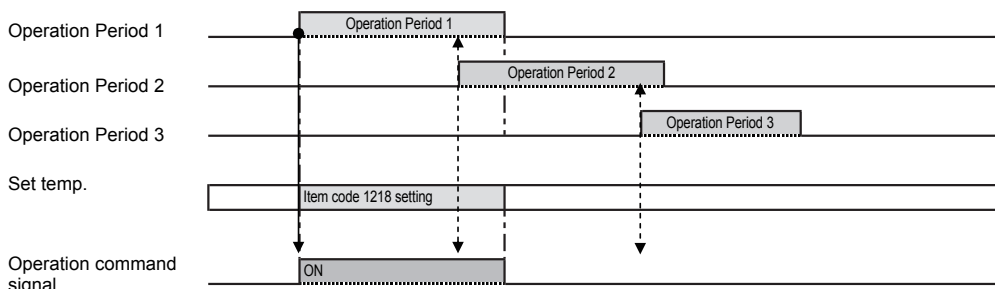 Operation Period 1
Operation Period 1
Operation Period 2
Operation Period 2
Operation Period 3
Operation Period 3
Set temp.
Item code 1218 setting
Operation command
signal
ON